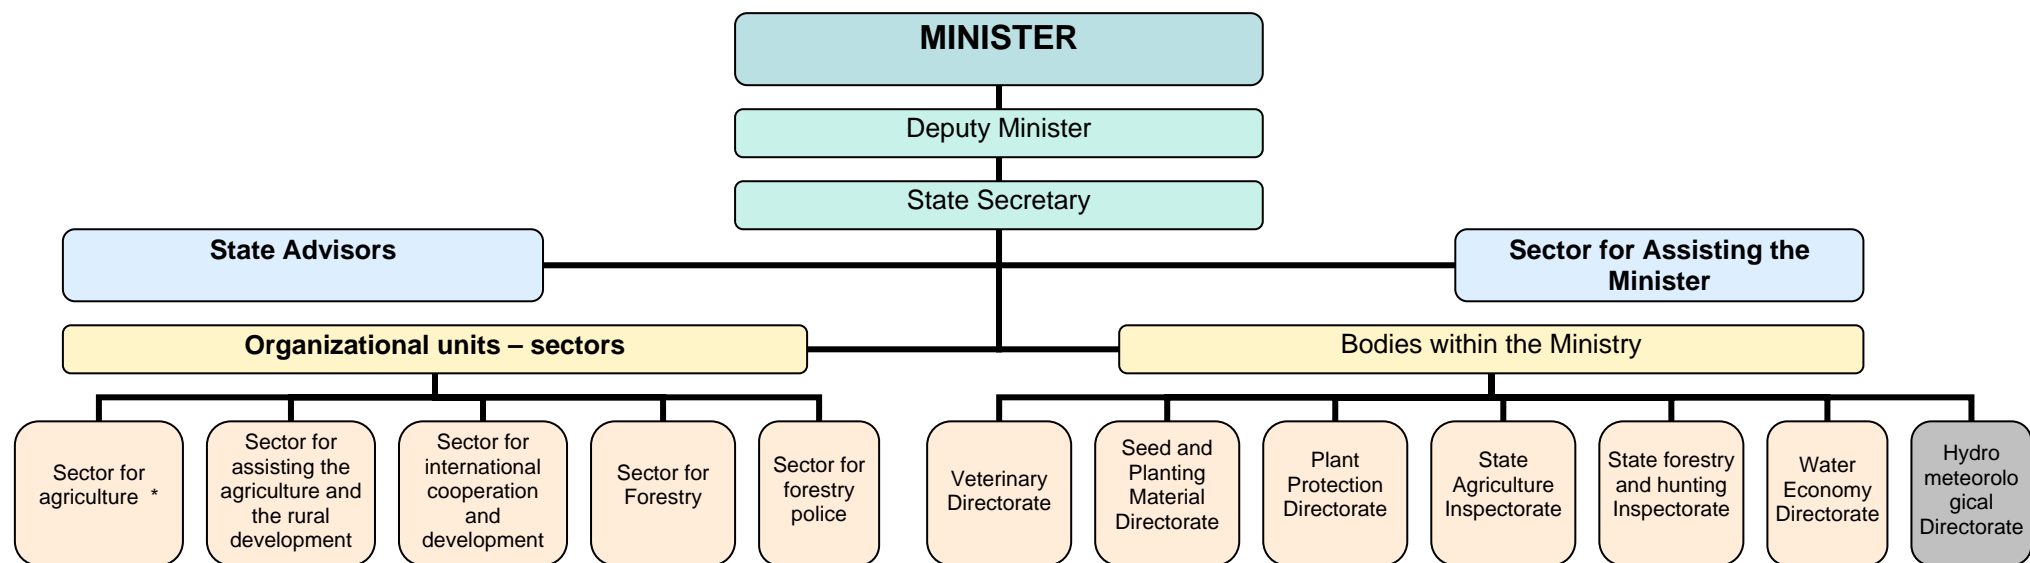 MINISTER
Deputy Minister
State Secretary
State Advisors
Sector for Assisting the
Minister
Organizational units – sectors
Bodies within the Ministry
Sector for
agriculture *
Sector for
assisting the
agriculture and
the rural
development
Sector for
international
cooperation
and
development
Sector for
Forestry
Sector for
forestry
police
Veterinary
Directorate
Seed and
Planting
Material
Directorate
Plant
Protection
Directorate
State
Agriculture
Inspectorate
State forestry
and hunting
Inspectorate
Water
Economy
Directorate
Hydro
meteorolo
gical
Directorate